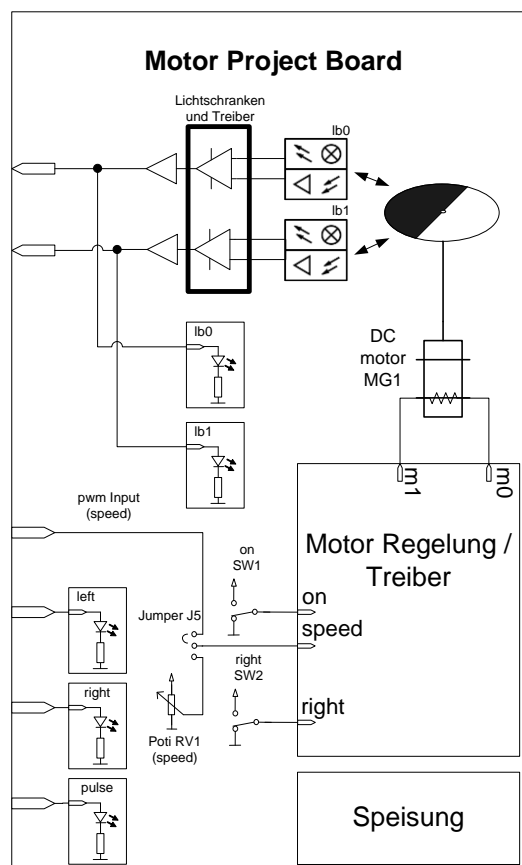 Motor Project Board
Lichtschranken
und Treiber
lb0
lb1
lb0
lb1
DC
motor
MG1
m1
m0
pwm Input
(speed)
on
SW1
Motor Regelung /
Treiber
left
Jumper J5
on
speed
right
right
SW2
right
Poti RV1
(speed)
pulse
Speisung